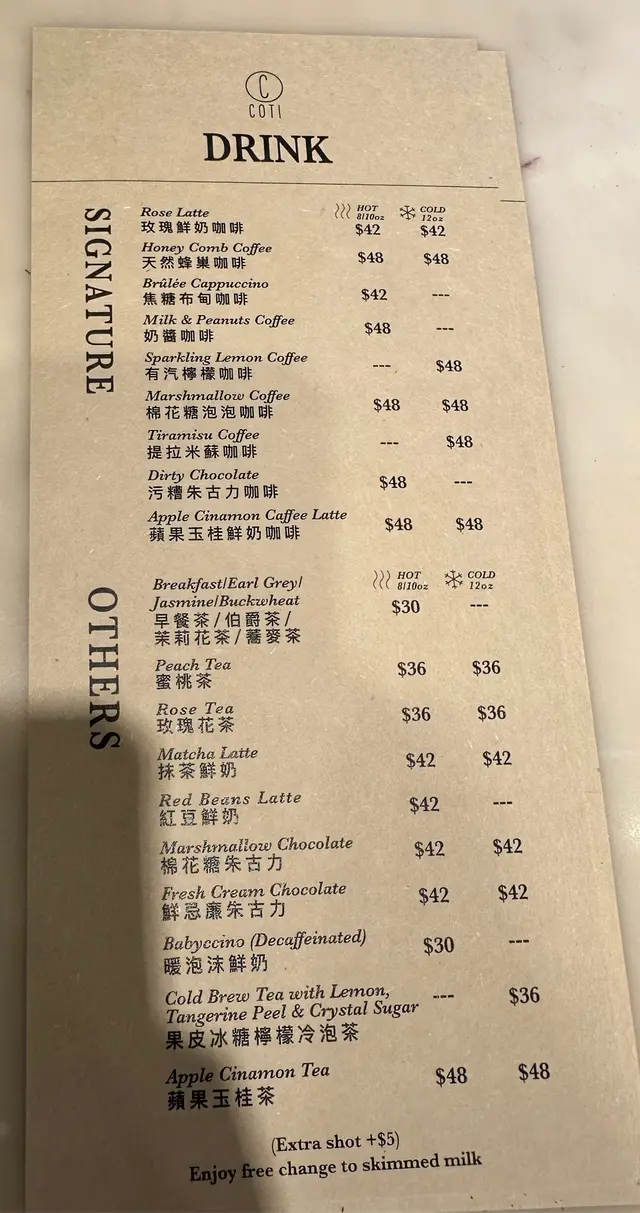 C
COTI
DRINK
SIGNATURE
HOT COLD
8/10oz 12oz
Rose Latte
玫瑰鮮奶咖啡 $42 $42
Honey Comb Coffee
天然蜂巢咖啡 $48 $48
Brûlée Cappuccino
焦糖布甸咖啡 $42 ---
Milk & Peanuts Coffee
奶醬咖啡 $48 ---
Sparkling Lemon Coffee
有汽檸檬咖啡 --- $48
Marshmallow Coffee
棉花糖泡泡咖啡 $48 $48
Tiramisu Coffee
提拉米蘇咖啡 --- $48
Dirty Chocolate
污糟朱古力咖啡 $48 ---
Apple Cinamon Caffee Latte
蘋果玉桂鮮奶咖啡 $48 $48
OTHERS
HOT COLD
8/10oz 12oz
Breakfast/Earl Grey/
Jasmine/Buckwheat $30 ---
早餐茶/伯爵茶/
茉莉花茶/蕎麥茶
Peach Tea $36 $36
蜜桃茶
Rose Tea $36 $36
玫瑰花茶
Matcha Latte $42 $42
抹茶鮮奶
Red Beans Latte $42 ---
紅豆鮮奶
Marshmallow Chocolate $42 $42
棉花糖朱古力
Fresh Cream Chocolate $42 $42
鮮忌廉朱古力
Babyccino (Decaffeinated) $30 ---
暖泡沫鮮奶
Cold Brew Tea with Lemon, --- $36
Tangerine Peel & Crystal Sugar
果皮冰糖檸檬冷泡茶
Apple Cinamon Tea $48 $48
蘋果玉桂茶
(Extra shot +$5)
Enjoy free change to skimmed milk